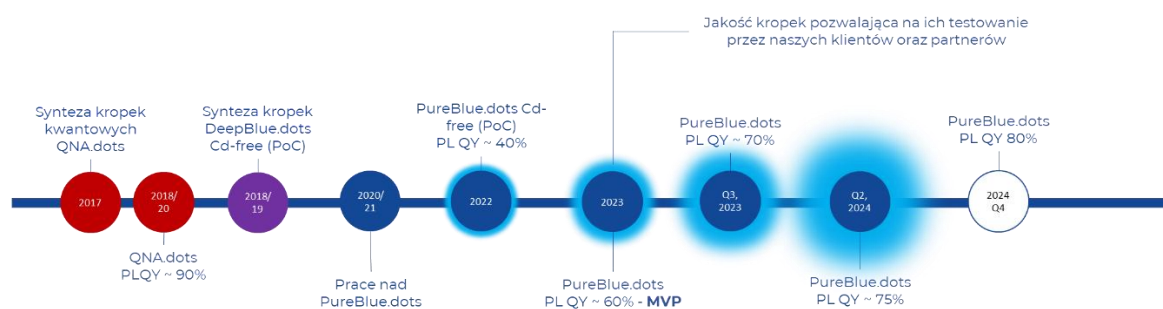 Jakość kropek pozwalająca na ich testowanie
przez naszych klientów oraz partnerów
Synteza kropek
kwantowych
QNA.dots
Synteza kropek
DeepBlue.dots
Cd-free (PoC)
PureBlue.dots Cd-
free (PoC)
PL QY ~ 40%
PureBlue.dots
PL QY ~ 70%
PureBlue.dots
PL QY 80%
2017
2018/
20
2018/
19
2020/
21
2022
2023
Q3,
2023
Q2,
2024
2024
Q4
QNA.dots
PLQY ~ 90%
Prace nad
PureBlue.dots
PureBlue.dots
PL QY ~ 60% - MVP
PureBlue.dots
PL QY ~ 75%